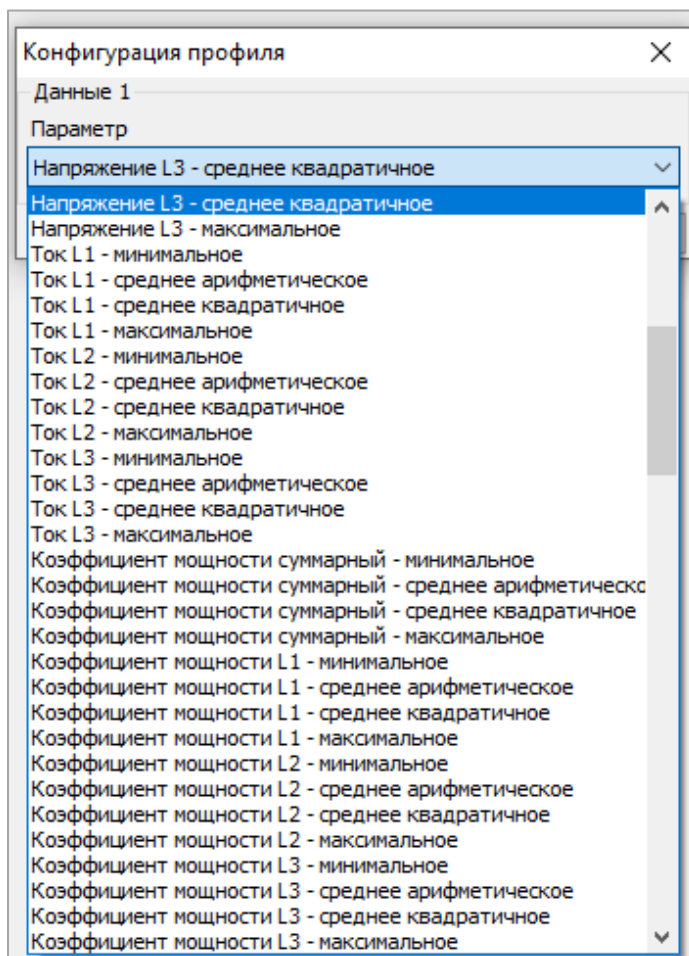 Конфигурация профиля
Данные 1
Параметр
Напряжение L3 - среднее квадратичное
Напряжение L3 - среднее квадратичное
Напряжение L3 - максимальное
Ток L1 - минимальное
Ток L1 - среднее арифметическое
Ток L1 - среднее квадратичное
Ток L1 - максимальное
Ток L2 - минимальное
Ток L2 - среднее арифметическое
Ток L2 - среднее квадратичное
Ток L2 - максимальное
Ток L3 - минимальное
Ток L3 - среднее арифметическое
Ток L3 - среднее квадратичное
Ток L3 - максимальное
Коэффициент мощности суммарный - минимальное
Коэффициент мощности суммарный - среднее арифметическо
Коэффициент мощности суммарный - среднее квадратичное
Коэффициент мощности суммарный - максимальное
Коэффициент мощности L1 - минимальное
Коэффициент мощности L1 - среднее арифметическое
Коэффициент мощности L1 - среднее квадратичное
Коэффициент мощности L1 - максимальное
Коэффициент мощности L2 - минимальное
Коэффициент мощности L2 - среднее арифметическое
Коэффициент мощности L2 - среднее квадратичное
Коэффициент мощности L2 - максимальное
Коэффициент мощности L3 - минимальное
Коэффициент мощности L3 - среднее арифметическое
Коэффициент мощности L3 - среднее квадратичное
Коэффициент мощности L3 - максимальное